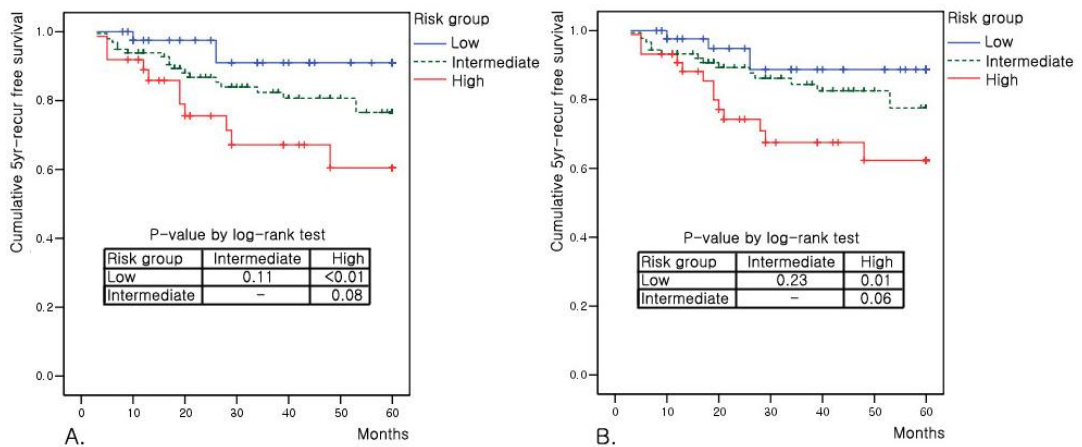 Cumulative 5yr-recur free survival
1.0
0.8
0.6
0.4
0.2
0.0
0 10 20 30 40 50 60
Months
Risk group
Low
Intermediate
High
P-value by log-rank test
Risk group Intermediate High
Low 0.11 <0.01
Intermediate - 0.08
A.
Cumulative 5yr-recur free survival
1.0
0.8
0.6
0.4
0.2
0.0
0 10 20 30 40 50 60
Months
Risk group
Low
Intermediate
High
P-value by log-rank test
Risk group Intermediate High
Low 0.23 0.01
Intermediate - 0.06
B.